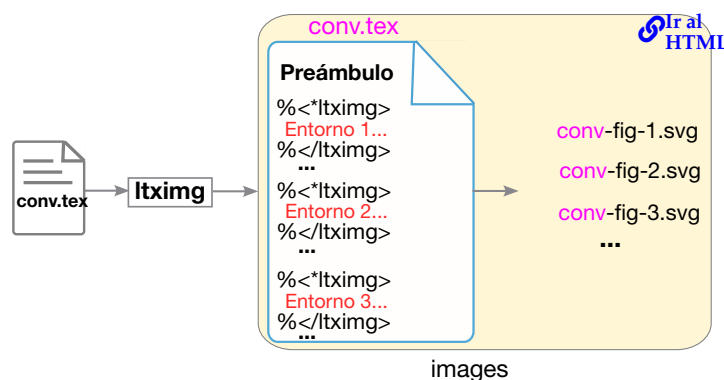 conv.tex
Ir al
HTML
Preámbulo
%<*ltximg>
Entorno 1...
%</ltximg>
...
%<*ltximg>
Entorno 2...
%</ltximg>
...
%<*ltximg>
Entorno 3...
%</ltximg>
...
conv.tex
ltximg
conv-fig-1.svg
conv-fig-2.svg
conv-fig-3.svg
...
images